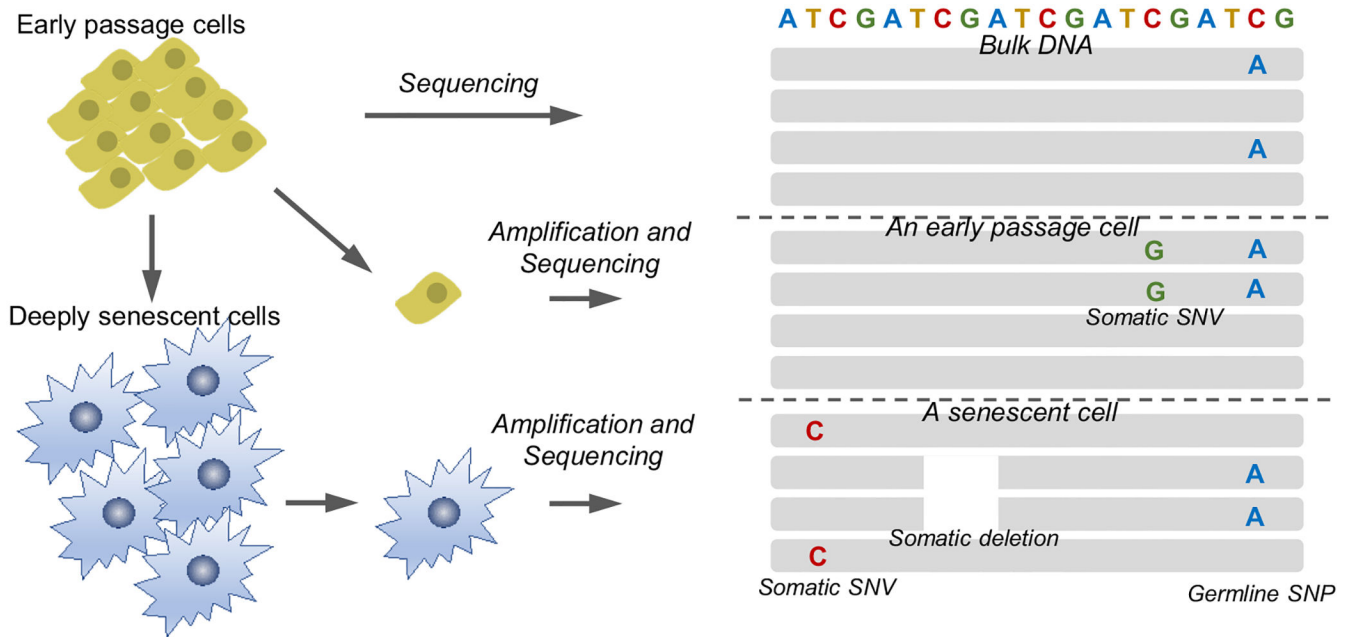 Early passage cells
Sequencing
Amplification and
Sequencing
Deeply senescent cells
Amplification and
Sequencing
A T C G A T C G A T C G A T C G A T C G
Bulk DNA
A
A
An early passage cell
G A
G A
Somatic SNV
A senescent cell
C
A
A
Somatic deletion
C
Somatic SNV
Germline SNP